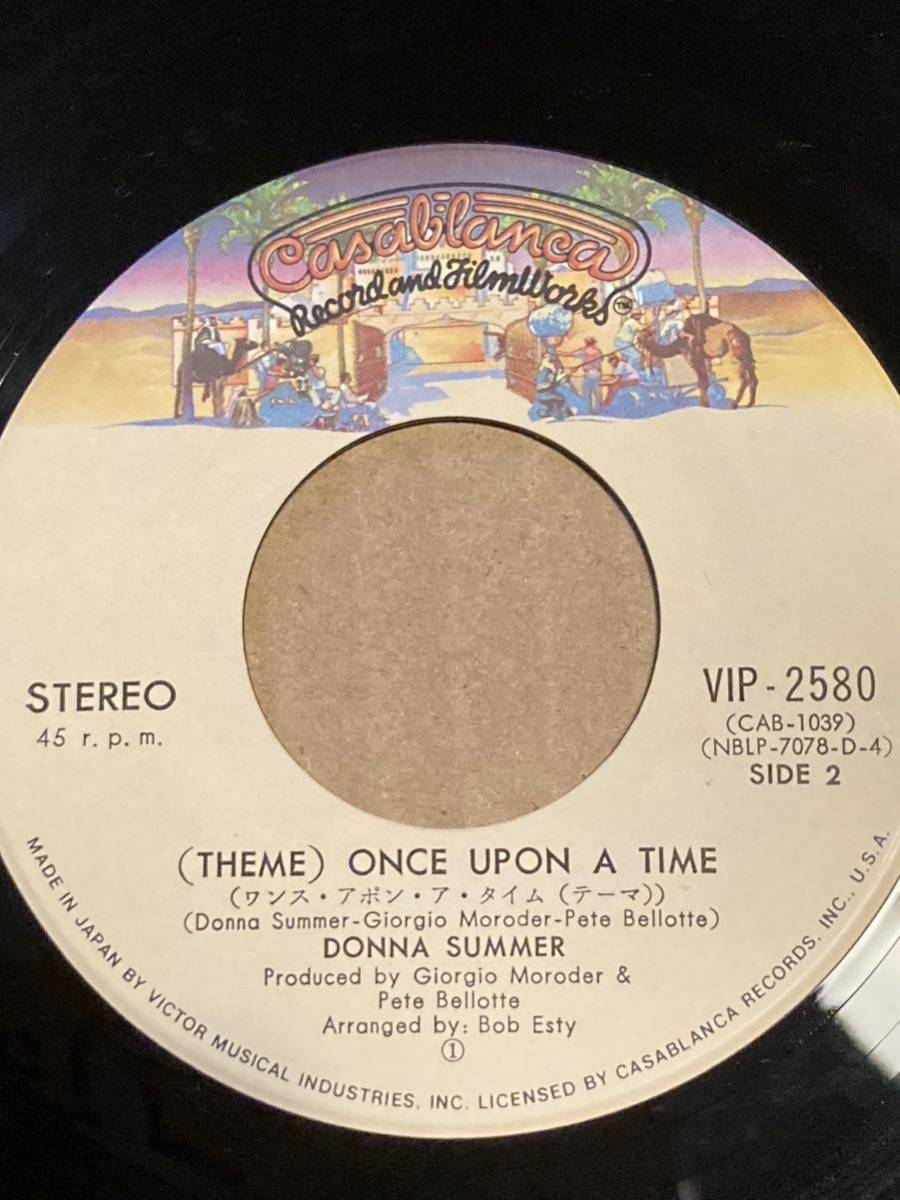 Casablanca
Record and FilmWorks TM
STEREO
45 r.p.m.
VIP-2580
(CAB-1039)
(NBLP-7078-D-4)
SIDE 2
(THEME) ONCE UPON A TIME
(ワンス・アポン・ア・タイム(テーマ))
(Donna Summer-Giorgio Moroder-Pete Bellotte)
DONNA SUMMER
Produced by Giorgio Moroder &
Pete Bellotte
Arranged by: Bob Esty
①
MADE IN JAPAN BY VICTOR MUSICAL INDUSTRIES, INC. LICENSED BY CASABLANCA RECORDS, INC., U.S.A.